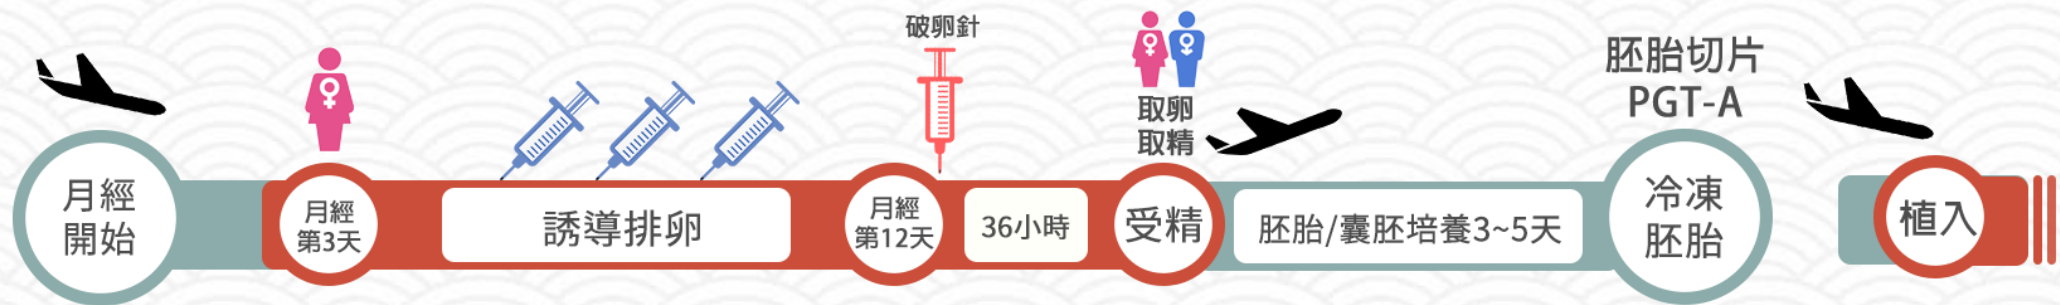 月經
開始
月經
第3天
誘導排卵
月經
第12天
破卵針
36小時
取卵
取精
受精
胚胎/囊胚培養3~5天
胚胎切片
PGT-A
冷凍
胚胎
植入